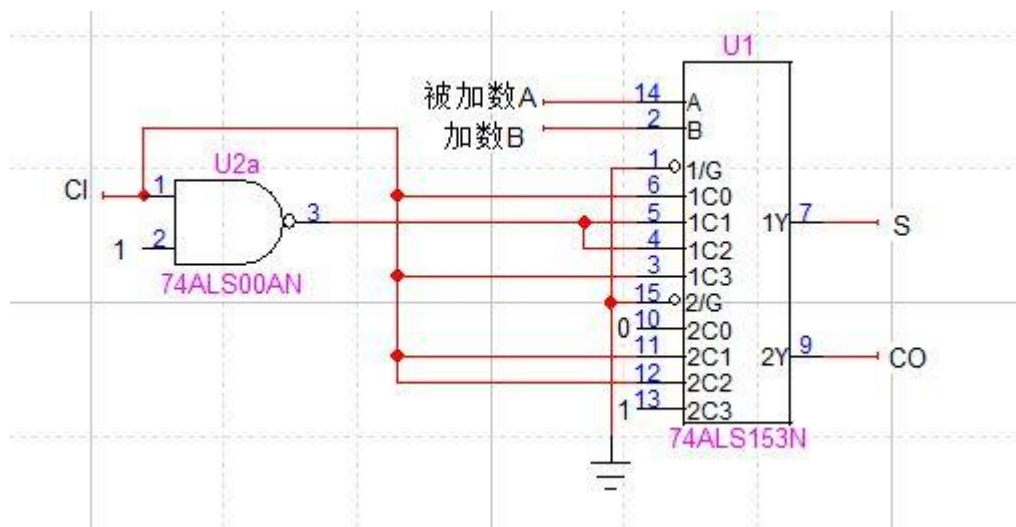 U1
被加数A
14
A
加数B
2
B
U2a
1
1/G
CI
1
6
1C0
3
5
1C1
1Y
7
S
1
2
4
1C2
74ALS00AN
3
1C3
15
2/G
0
10
2C0
11
2C1
2Y
9
CO
12
2C2
1
13
2C3
74ALS153N